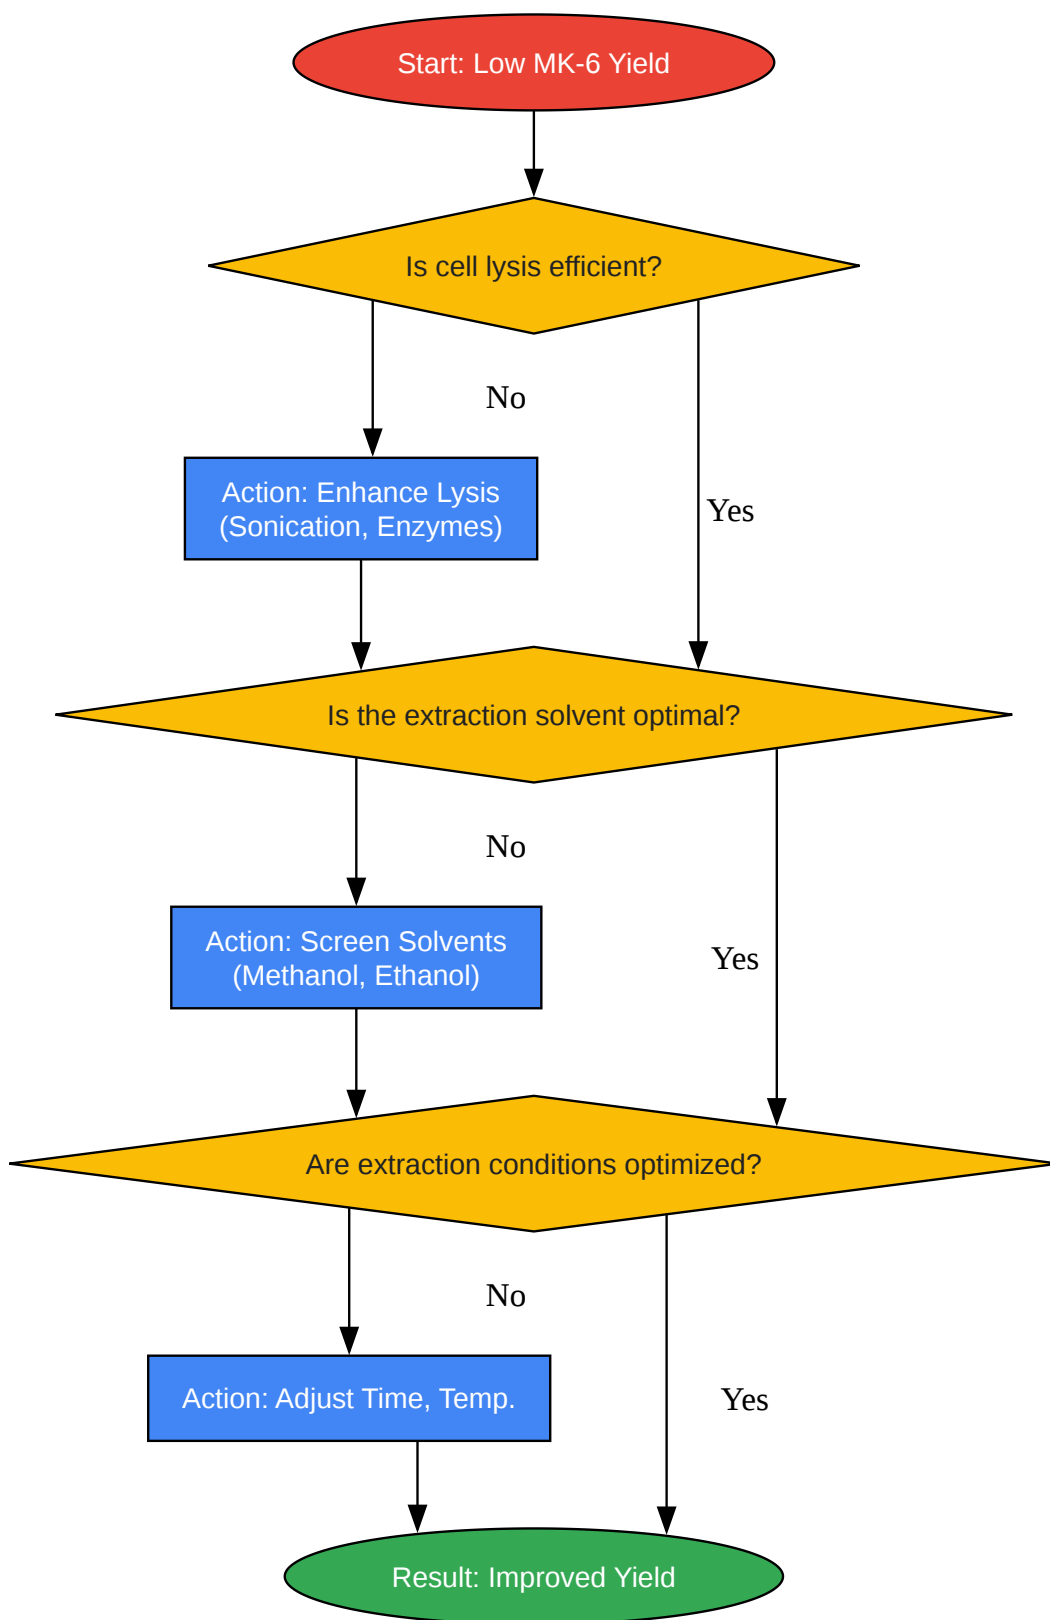 Start: Low MK-6 Yield
Is cell lysis efficient?
No
Action: Enhance Lysis
(Sonication, Enzymes)
Yes
Is the extraction solvent optimal?
No
Action: Screen Solvents
(Methanol, Ethanol)
Yes
Are extraction conditions optimized?
No
Action: Adjust Time, Temp.
Yes
Result: Improved Yield